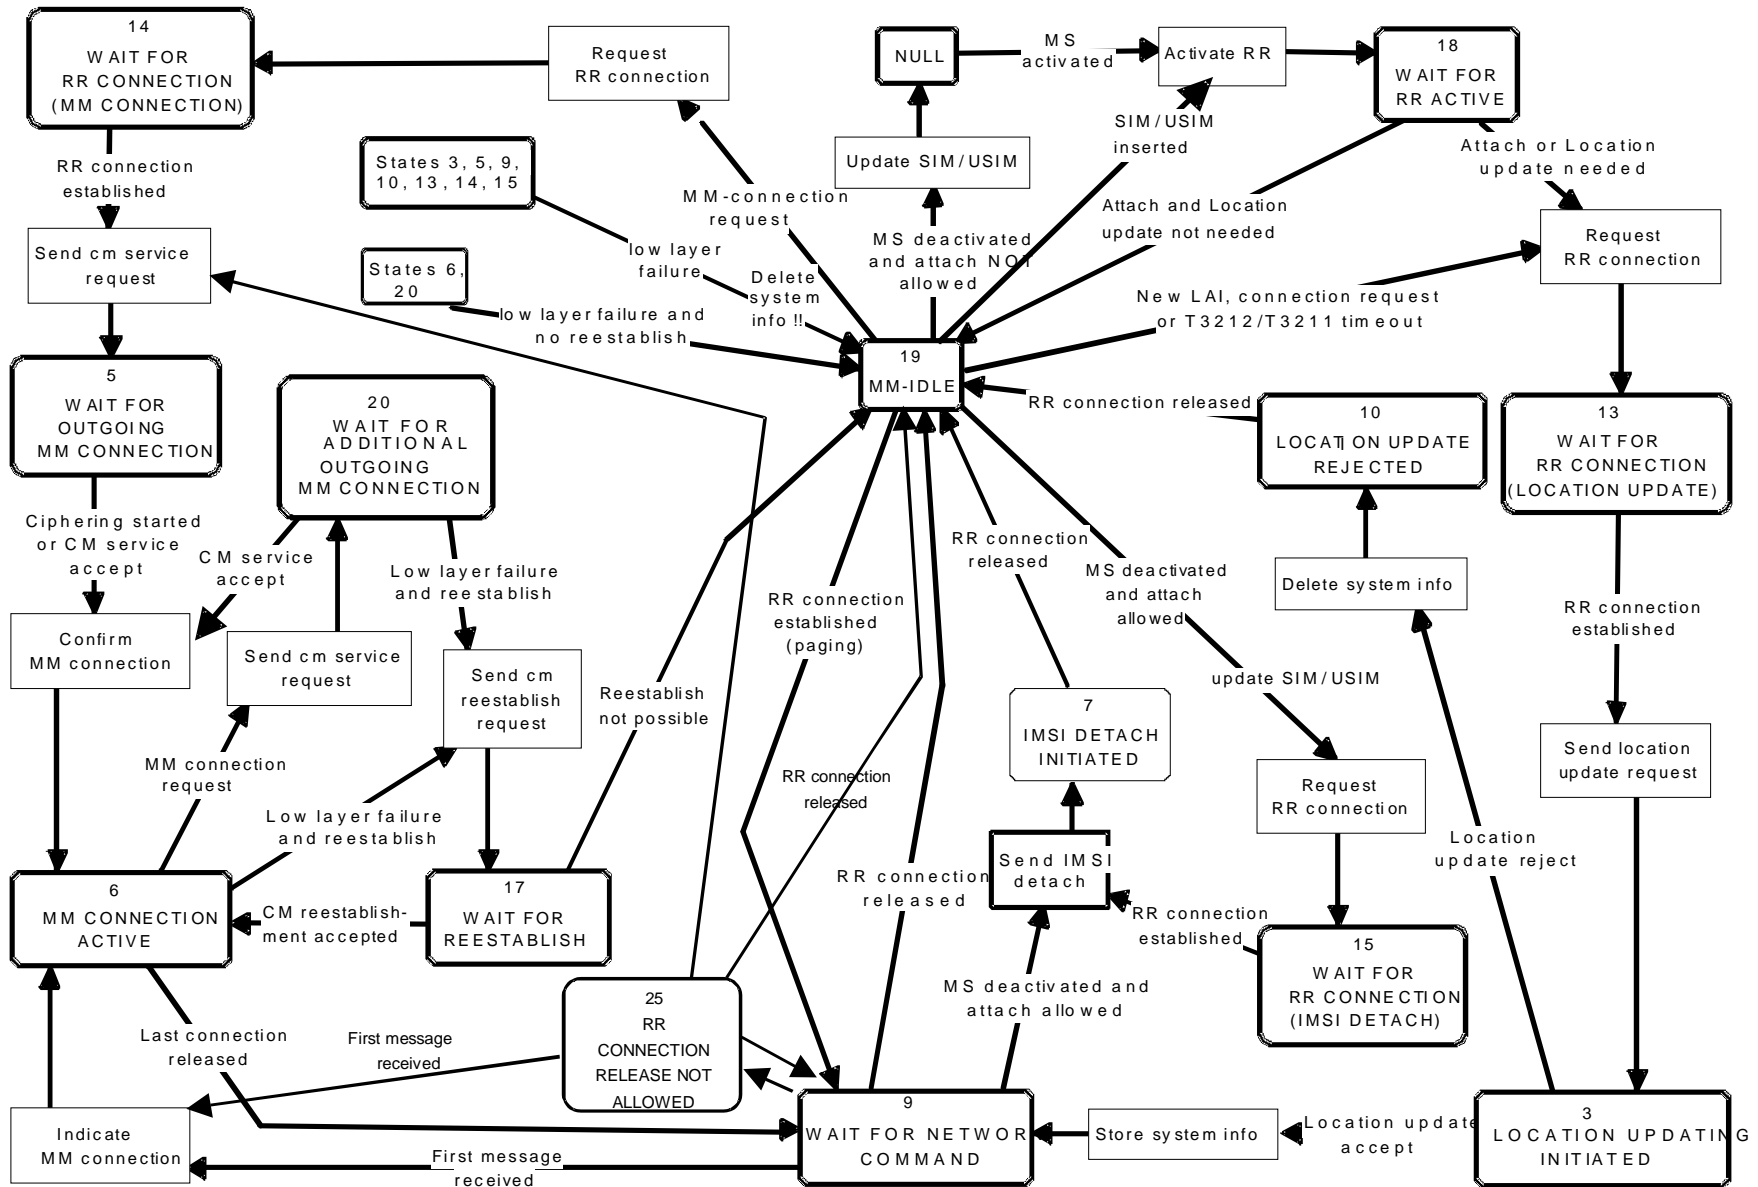 14
WAIT FOR
RR CONNECTION
(MM CONNECTION)
Request
RR connection
NULL
MS
activated
Activate RR
18
WAIT FOR
RR ACTIVE
RR connection
established
States 3, 5, 9,
10, 13, 14, 15
Update SIM/USIM
SIM/USIM
inserted
Attach or Location
update needed
MM-connection
request
Attach and Location
update not needed
Send cm service
request
States 6,
20
low layer
failure
Delete
system
info !!
MS deactivated
and attach NOT
allowed
Request
RR connection
low layer failure and
no reestablish
New LAI, connection request
or T3212/T3211 timeout
19
MM-IDLE
5
WAIT FOR
OUTGOING
MM CONNECTION
20
WAIT FOR
ADDITIONAL
OUTGOING
MM CONNECTION
RR connection released
10
LOCATION UPDATE
REJECTED
13
WAIT FOR
RR CONNECTION
(LOCATION UPDATE)
Ciphering started
or CM service
accept
CM service
accept
Low layer failure
and reestablish
RR connection
released
MS deactivated
and attach
allowed
Delete system info
RR connection
established
(paging)
RR connection
established
Confirm
MM connection
Send cm service
request
Send cm
reestablish
request
Reestablish
not possible
update SIM/USIM
7
IMSI DETACH
INITIATED
Send location
update request
MM connection
request
RR connection
released
Request
RR connection
Low layer failure
and reestablish
Location
update reject
Send IMSI
detach
RR connection
released
6
MM CONNECTION
ACTIVE
CM reestablish-
ment accepted
17
WAIT FOR
REESTABLISH
RR connection
established
15
WAIT FOR
RR CONNECTION
(IMSI DETACH)
MS deactivated and
attach allowed
25
RR
CONNECTION
RELEASE NOT
ALLOWED
Last connection
released
First message
received
Indicate
MM connection
First message
received
9
WAIT FOR NETWOR
COMMAND
Store system info
Location update
accept
3
LOCATION UPDATING
INITIATED